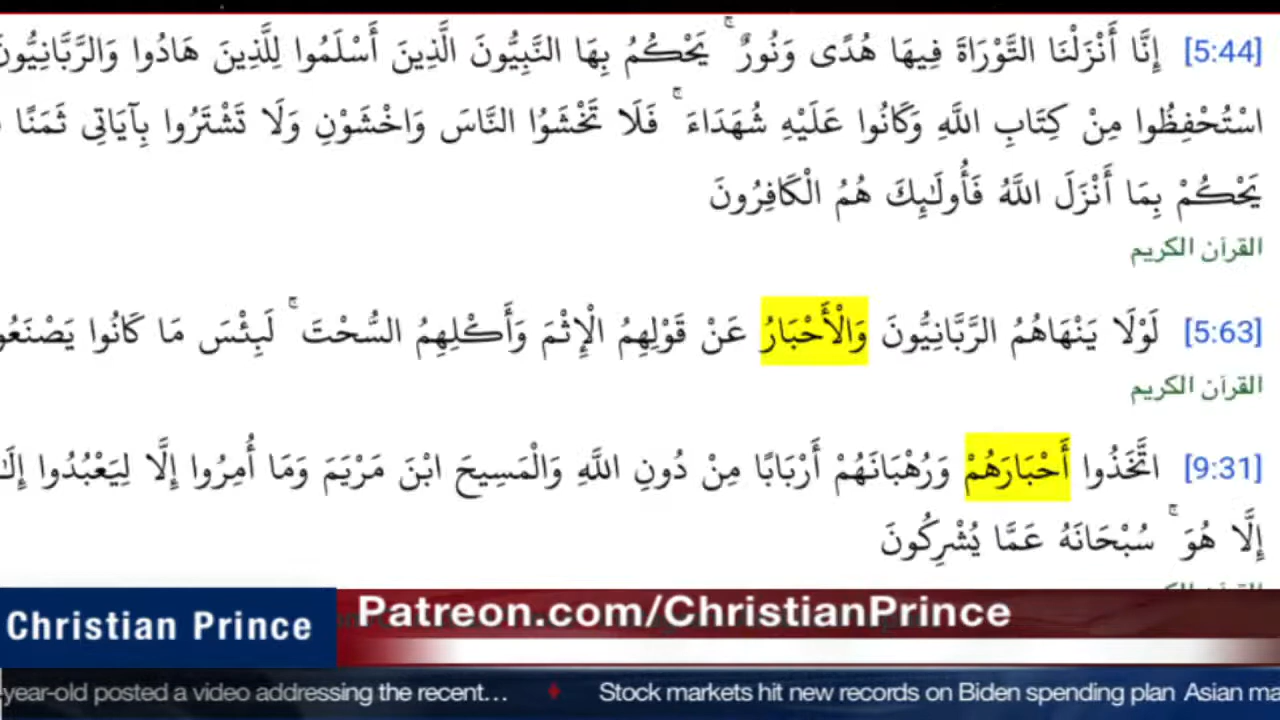 [5:44] إِنَّا أَنْزَلْنَا التَّوْرَاةَ فِيهَا هُدًى وَنُورٌ ۚ يَحْكُمُ بِهَا النَّبِيُّونَ الَّذِينَ أَسْلَمُوا لِلَّذِينَ هَادُوا وَالرَّبَّانِيُّونَ
اسْتُحْفِظُوا مِنْ كِتَابِ اللَّهِ وَكَانُوا عَلَيْهِ شُهَدَاءَ ۚ فَلَا تَخْشَوُا النَّاسَ وَاخْشَوْنِ وَلَا تَشْتَرُوا بِآيَاتِي ثَمَنًا
يَحْكُمْ بِمَا أَنْزَلَ اللَّهُ فَأُولَٰئِكَ هُمُ الْكَافِرُونَ
القرآن الكريم
[5:63] لَوْلَا يَنْهَاهُمُ الرَّبَّانِيُّونَ وَالْأَحْبَارُ عَنْ قَوْلِهِمُ الْإِثْمَ وَأَكْلِهِمُ السُّحْتَ ۚ لَبِئْسَ مَا كَانُوا
القرآن الكريم
[9:31] اتَّخَذُوا أَحْبَارَهُمْ وَرُهْبَانَهُمْ أَرْبَابًا مِنْ دُونِ اللَّهِ وَالْمَسِيحَ ابْنَ مَرْيَمَ وَمَا أُمِرُوا إِلَّا لِيَعْبُدُوا
إِلَّا هُوَ ۚ سُبْحَانَهُ عَمَّا يُشْرِكُونَ
Patreon.com/ChristianPrince
Christian Prince
-year-old posted a video addressing the recent... ♦ Stock markets hit new records on Biden spending plan Asian